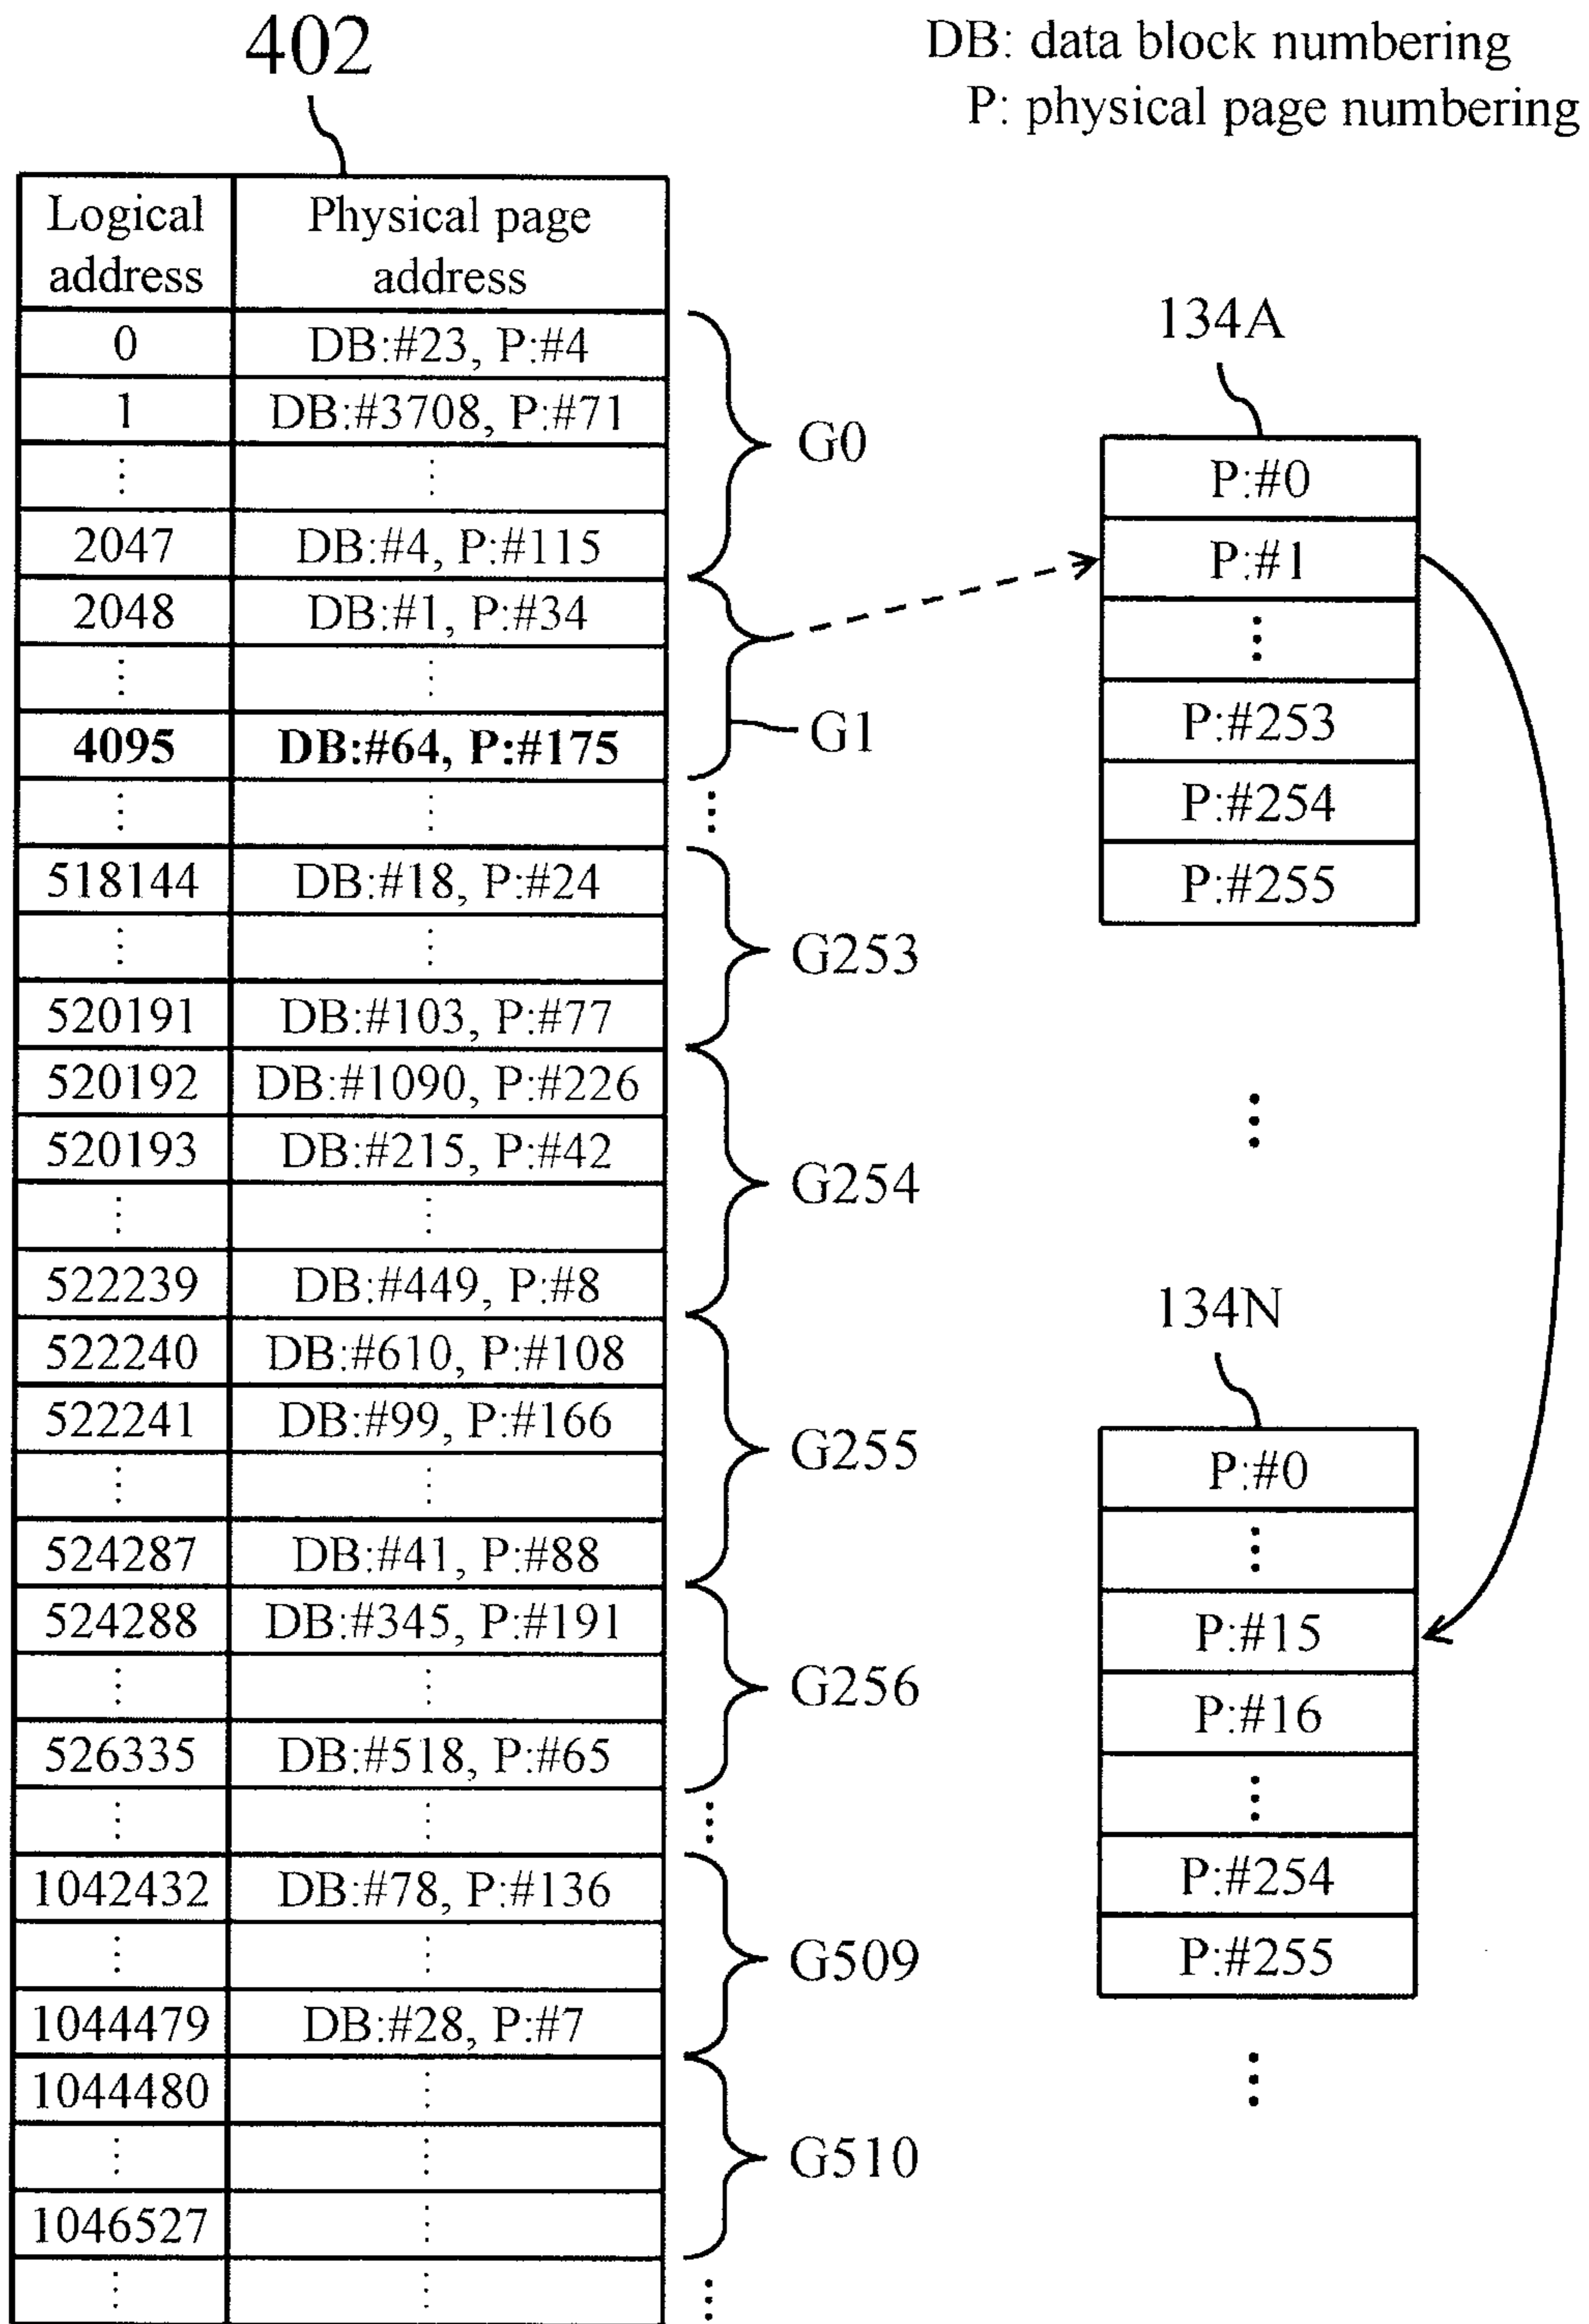 402
DB: data block numbering
P: physical page numbering
Logical address Physical page address
0 DB:#23, P:#4
1 DB:#3708, P:#71
⋮ ⋮
2047 DB:#4, P:#115
G0
2048 DB:#1, P:#34
⋮ ⋮
4095 DB:#64, P:#175
G1
⋮ ⋮ ⋮
518144 DB:#18, P:#24
⋮ ⋮
520191 DB:#103, P:#77
G253
520192 DB:#1090, P:#226
520193 DB:#215, P:#42
⋮ ⋮
522239 DB:#449, P:#8
G254
522240 DB:#610, P:#108
522241 DB:#99, P:#166
⋮ ⋮
524287 DB:#41, P:#88
G255
524288 DB:#345, P:#191
⋮ ⋮
526335 DB:#518, P:#65
G256
⋮ ⋮ ⋮
1042432 DB:#78, P:#136
⋮ ⋮
1044479 DB:#28, P:#7
G509
1044480 ⋮
⋮ ⋮
1046527 ⋮
G510
⋮ ⋮ ⋮
134A
P:#0
P:#1
⋮
P:#253
P:#254
P:#255
⋮
134N
P:#0
⋮
P:#15
P:#16
⋮
P:#254
P:#255
⋮